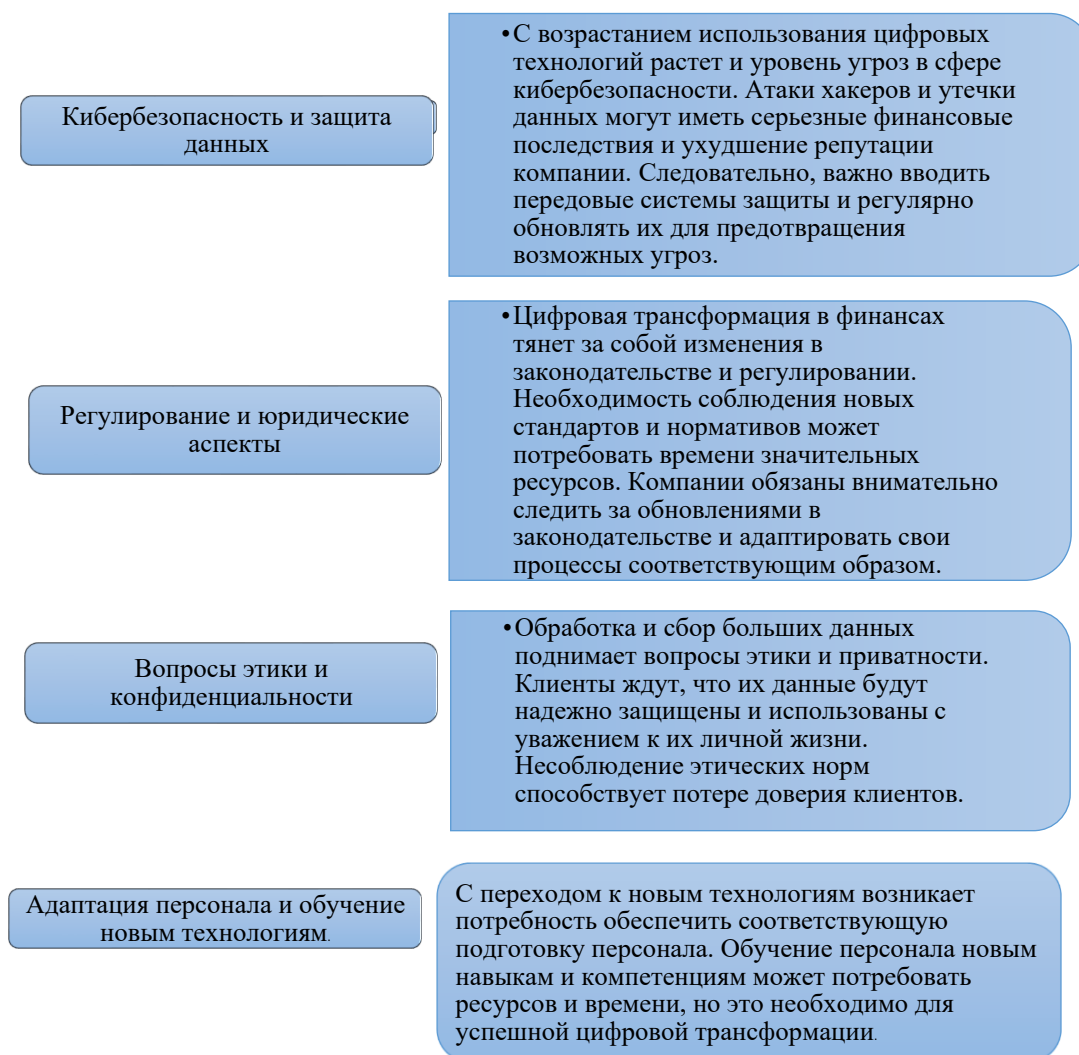 Кибербезопасность и защита
данных
•С возрастанием использования цифровых
технологий растет и уровень угроз в сфере
кибербезопасности. Атаки хакеров и утечки
данных могут иметь серьезные финансовые
последствия и ухудшение репутации
компании. Следовательно, важно вводить
передовые системы защиты и регулярно
обновлять их для предотвращения
возможных угроз.
Регулирование и юридические
аспекты
•Цифровая трансформация в финансах
тянет за собой изменения в
законодательстве и регулировании.
Необходимость соблюдения новых
стандартов и нормативов может
потребовать времени значительных
ресурсов. Компании обязаны внимательно
следить за обновлениями в
законодательстве и адаптировать свои
процессы соответствующим образом.
Вопросы этики и
конфиденциальности
•Обработка и сбор больших данных
поднимает вопросы этики и приватности.
Клиенты ждут, что их данные будут
надежно защищены и использованы с
уважением к их личной жизни.
Несоблюдение этических норм
способствует потере доверия клиентов.
Адаптация персонала и обучение
новым технологиям.
С переходом к новым технологиям возникает
потребность обеспечить соответствующую
подготовку персонала. Обучение персонала новым
навыкам и компетенциям может потребовать
ресурсов и времени, но это необходимо для
успешной цифровой трансформации.